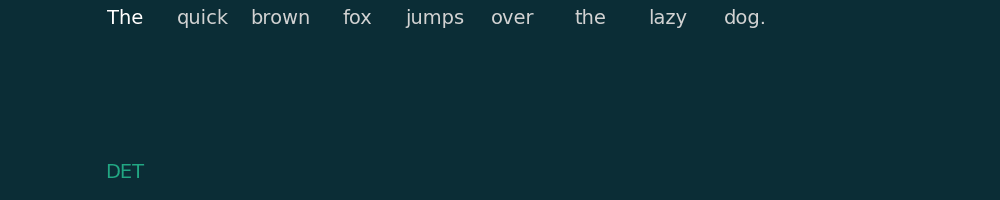 The quick brown fox jumps over the lazy dog.
DET